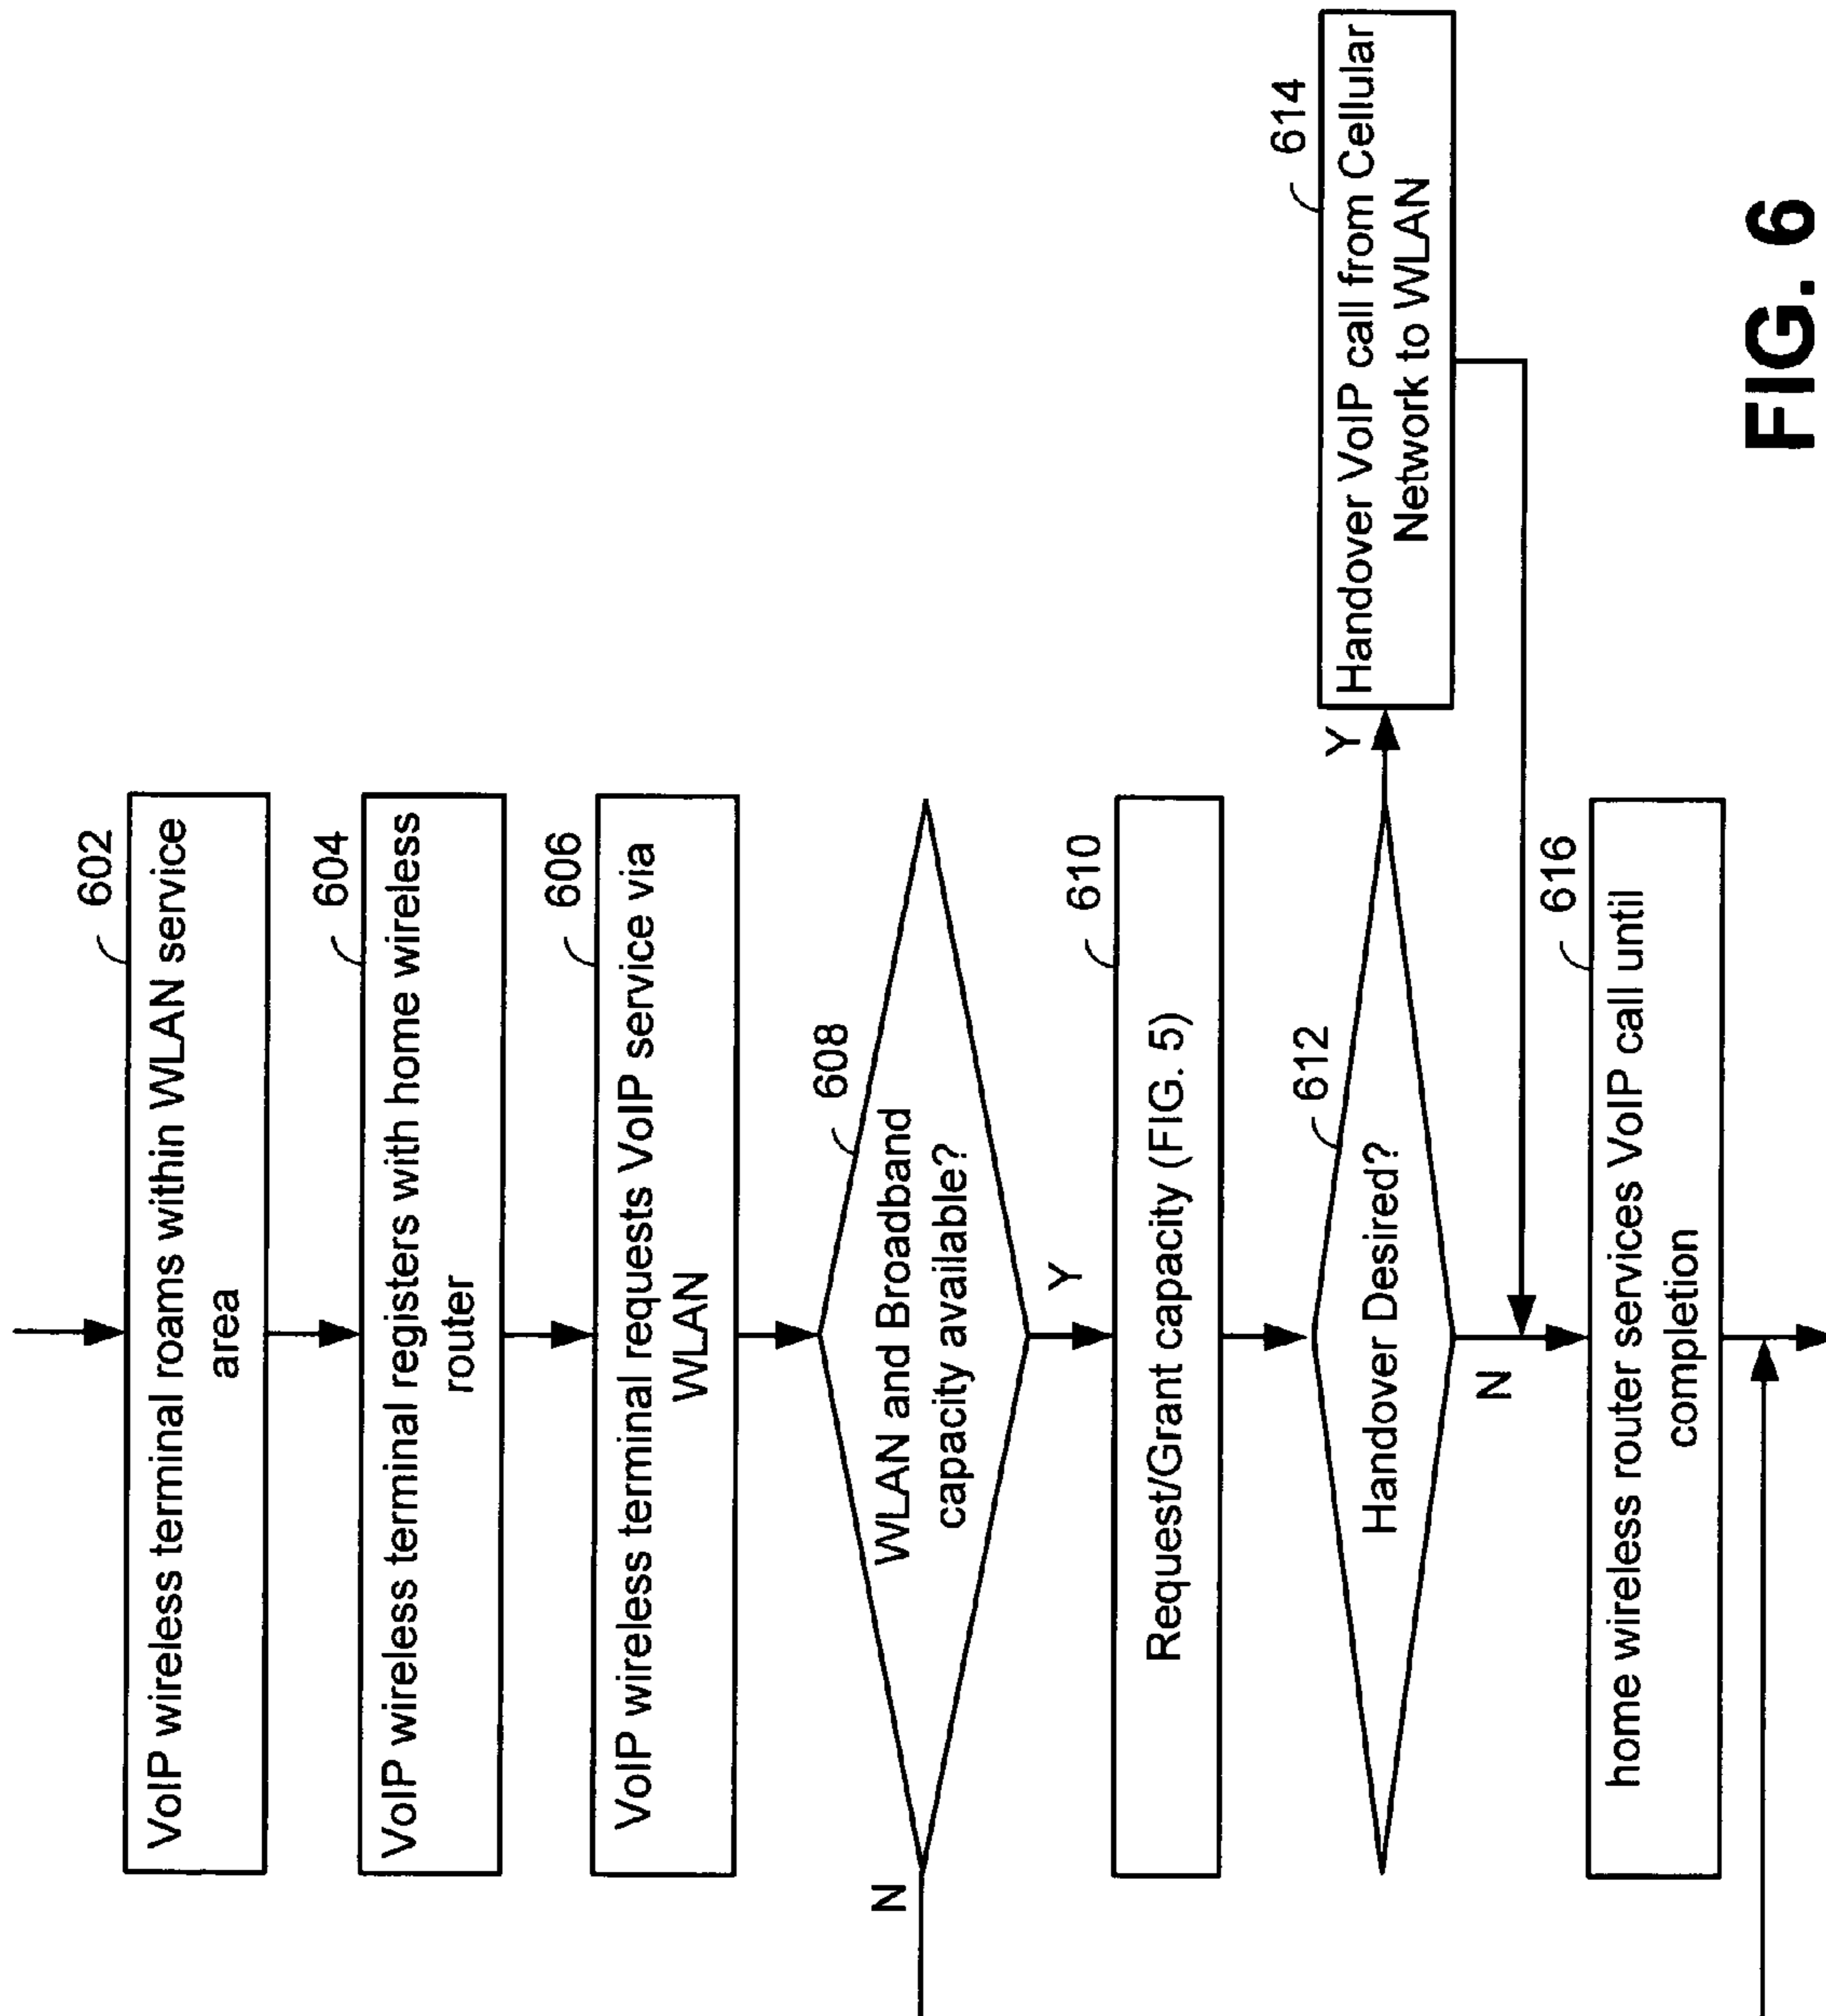 602
VoIP wireless terminal roams within WLAN service
area
604
VoIP wireless terminal registers with home wireless
router
606
VoIP wireless terminal requests VoIP service via
WLAN
608
WLAN and Broadband
capacity available?
N
Y
610
Request/Grant capacity (FIG. 5)
612
Handover Desired?
Y
N
614
Handover VoIP call from Cellular
Network to WLAN
616
home wireless router services VoIP call until
completion
FIG. 6